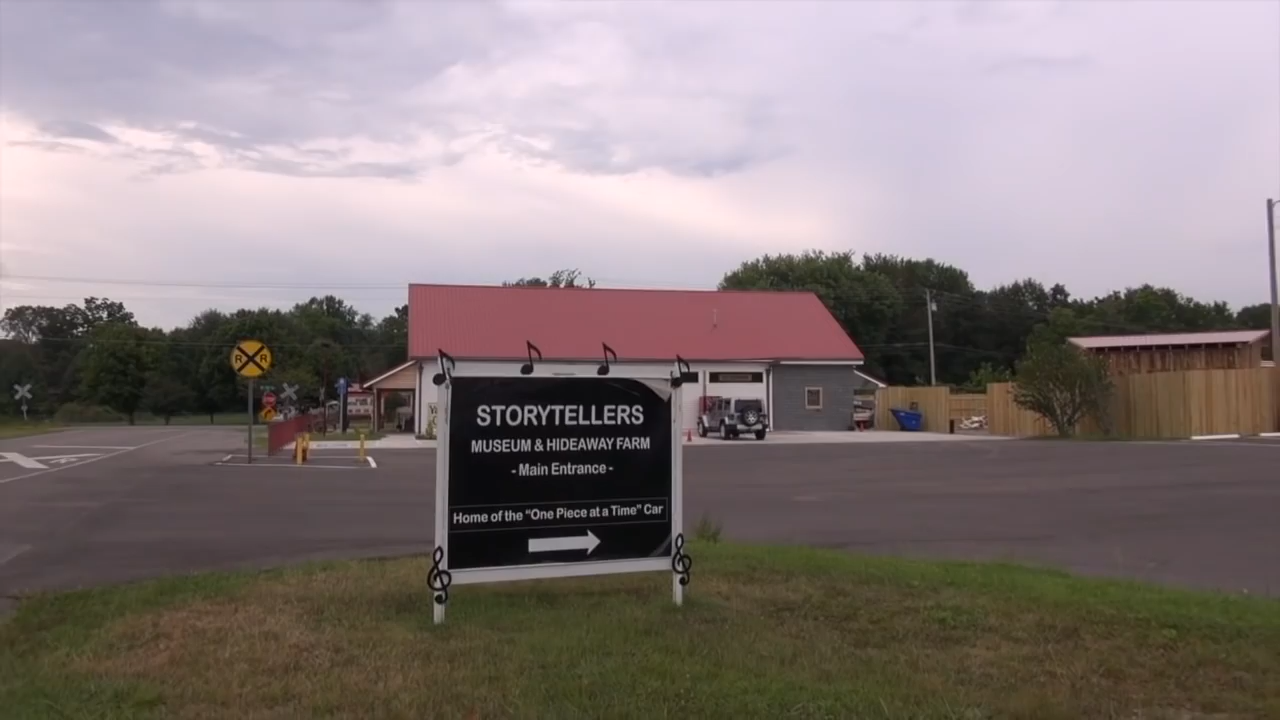 R R
STORYTELLERS
MUSEUM & HIDEAWAY FARM
- Main Entrance -
Home of the "One Piece at a Time" Car